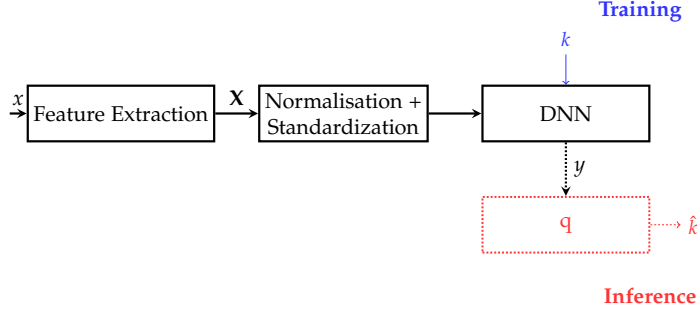 Training
k
x
Feature Extraction
X
Normalisation +
Standardization
DNN
y
q
k̂
Inference